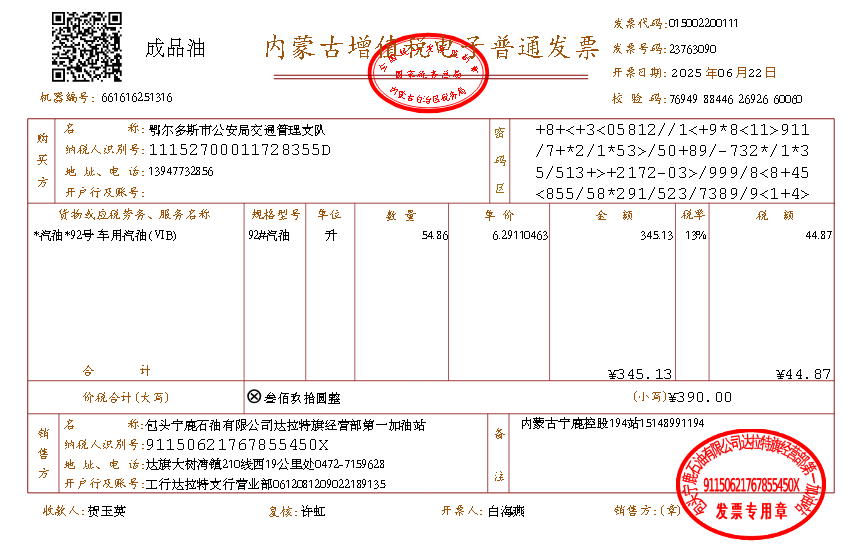 成品油
内蒙古增值税电子普通发票
发票代码:015002200111
发票号码:23763090
开票日期: 2025 年06 月22 日
校 验 码:76949 88446 26926 60060
机器编号: 661616251316
全国统一发票监制章
国家税务总局
内蒙古自治区税务局
购买方
名 称:鄂尔多斯市公安局交通管理支队
纳税人识别号:11152700011728355D
地 址、电 话:13947732856
开户行及账号:
密码区
+8+<+3<05812//1<+9*8<11>911
/7+*2/1*53>/50+89/-732*/1*3
5/513+>+2172-03>/999/8<8+45
<855/58*291/523/7389/9<1+4>
货物或应税劳务、服务名称 规格型号 单位 数 量 单 价 金 额 税率 税 额
*汽油*92号 车用汽油(ⅥB) 92#汽油 升 54.86 6.29110463 345.13 13% 44.87
合 计 ¥345.13 ¥44.87
价税合计(大写) ⊗叁佰玖拾圆整 (小写)¥390.00
销售方
名 称:包头宁鹿石油有限公司达拉特旗经营部第一加油站
纳税人识别号:91150621767855450X
地 址、电 话:达旗大树湾镇210线西19公里处0472-7159628
开户行及账号:工行达拉特支行营业部0612081209022189135
备注
内蒙古宁鹿控股194站15148991194
收款人:贺玉英 复核:许虹 开票人:白海燕 销售方:(章)
包头宁鹿石油有限公司达拉特旗经营部第一加油站
91150621767855450X
发票专用章